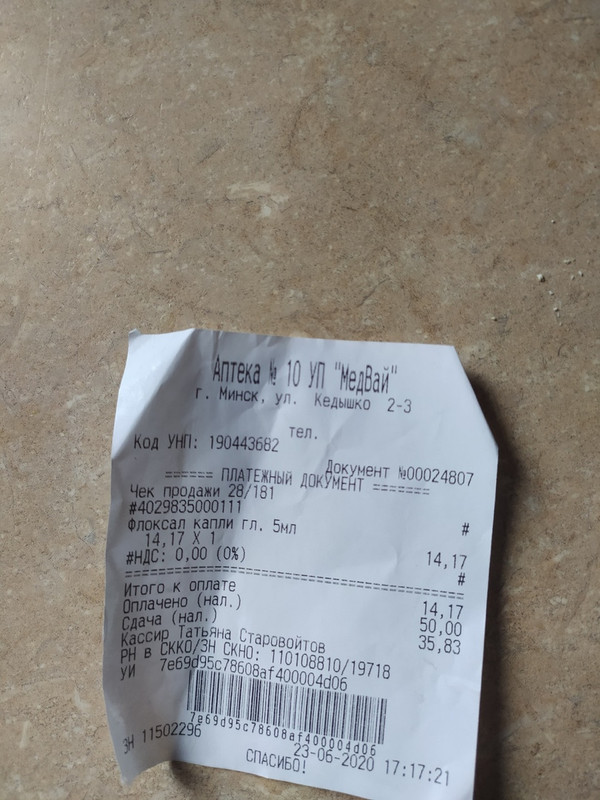 Аптека № 10 УП "МедВай"
г. Минск, ул. Кедышко 2-3
тел.
Код УНП: 190443682
Документ №00024807
====== ПЛАТЕЖНЫЙ ДОКУМЕНТ =======
Чек продажи 28/181
#4029835000111
Флоксал капли гл. 5мл #
14,17 X 1
14,17
#НДС: 0,00 (0%) #
Итого к оплате 14,17
Оплачено (нал.) 50,00
Сдача (нал.) 35,83
Кассир Татьяна Старовойтов
РН в СККО/ЗН СКНО: 110108810/19718
УИ 7e69d95c78608af400004d06
7e69d95c78608af400004d06
ЗН 11502296 23-06-2020 17:17:21
СПАСИБО!